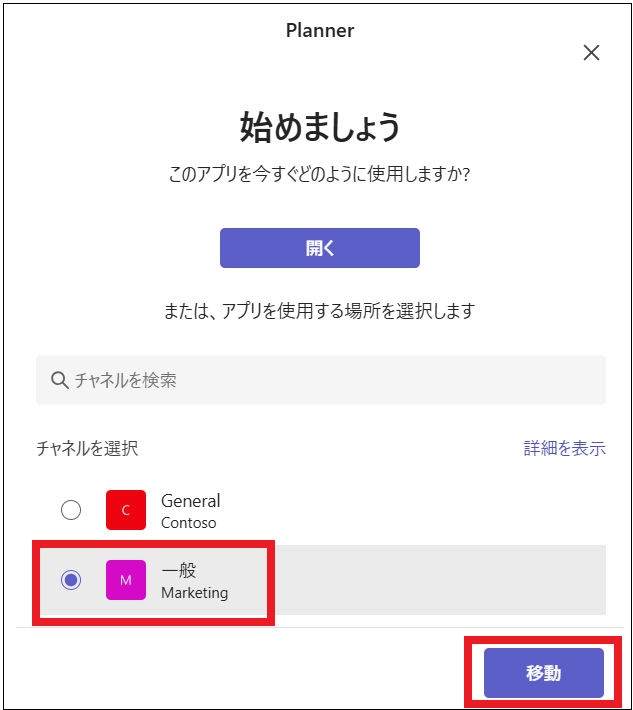 Planner
始めましょう
このアプリを今すぐどのように使用しますか?
開く
または、アプリを使用する場所を選択します
チャネルを検索
チャネルを選択
詳細を表示
C
General
Contoso
M
一般
Marketing
移動